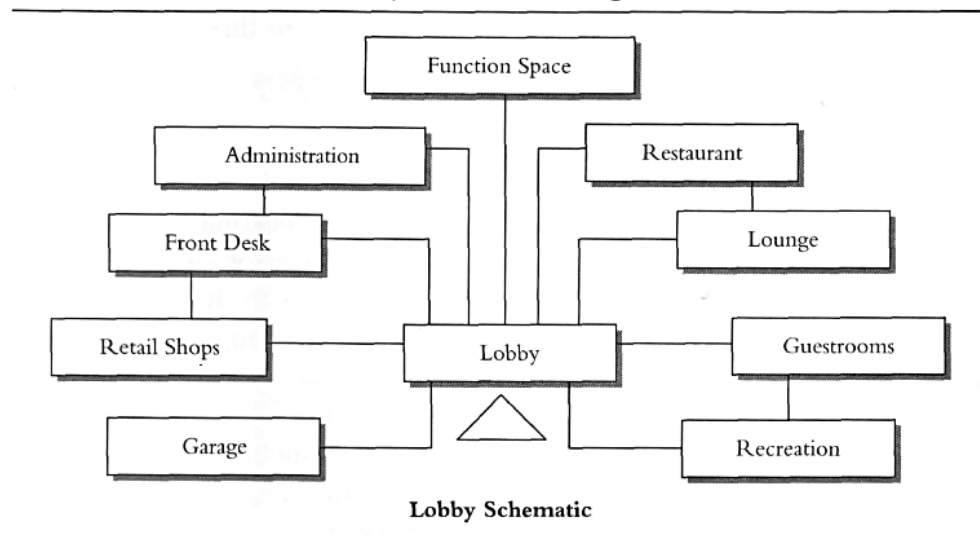 Function Space
Administration
Restaurant
Front Desk
Lounge
Retail Shops
Lobby
Guestrooms
Garage
Recreation
Lobby Schematic